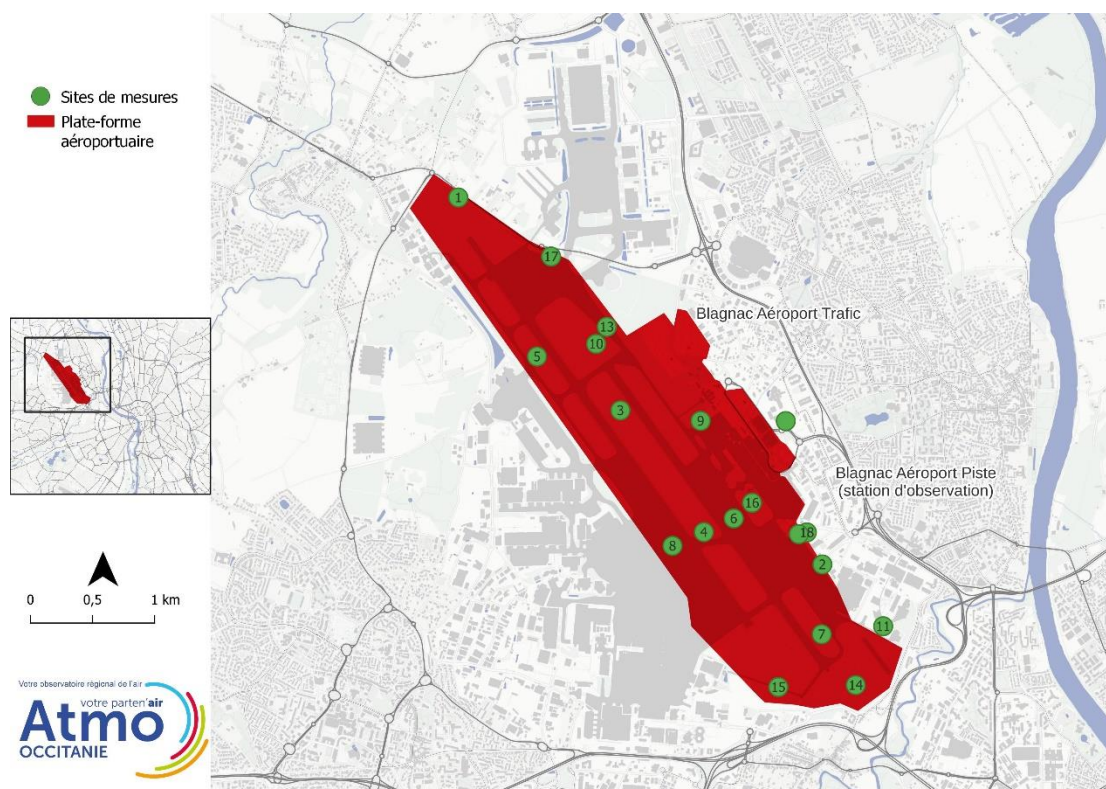 Sites de mesures
Plate-forme
aéroportuaire
1
17
13
10
5
3
9
16
6
4
18
8
2
11
7
15
14
Blagnac Aéroport Trafic
Blagnac Aéroport Piste
(station d'observation)
0 0,5 1 km
Votre observatoire régional de l'air
votre parten'air
Atmo
OCCITANIE